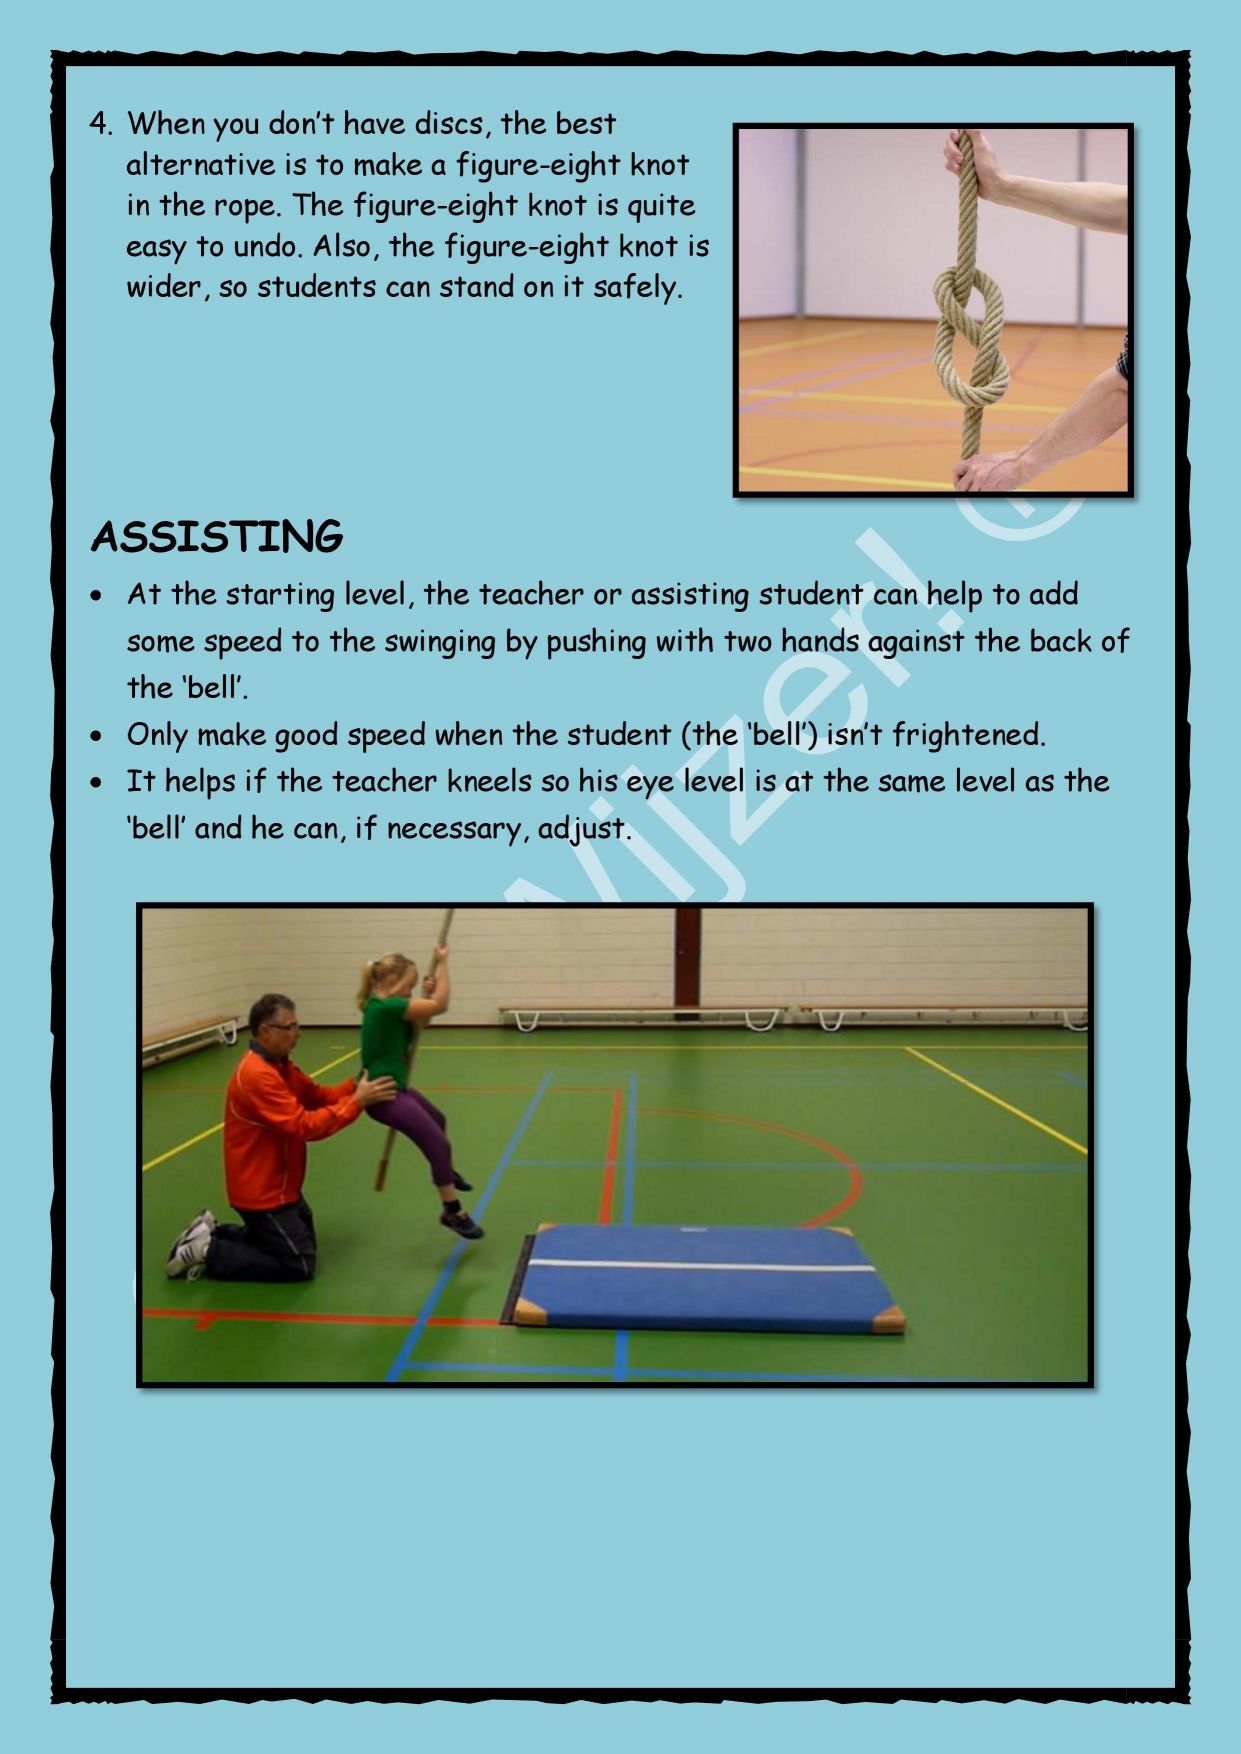 4. When you don’t have discs, the best
alternative is to make a figure-eight knot
in the rope. The figure-eight knot is quite
easy to undo. Also, the figure-eight knot is
wider, so students can stand on it safely.
ASSISTING
• At the starting level, the teacher or assisting student can help to add
some speed to the swinging by pushing with two hands against the back of
the ‘bell’.
• Only make good speed when the student (the ‘bell’) isn’t frightened.
• It helps if the teacher kneels so his eye level is at the same level as the
‘bell’ and he can, if necessary, adjust.